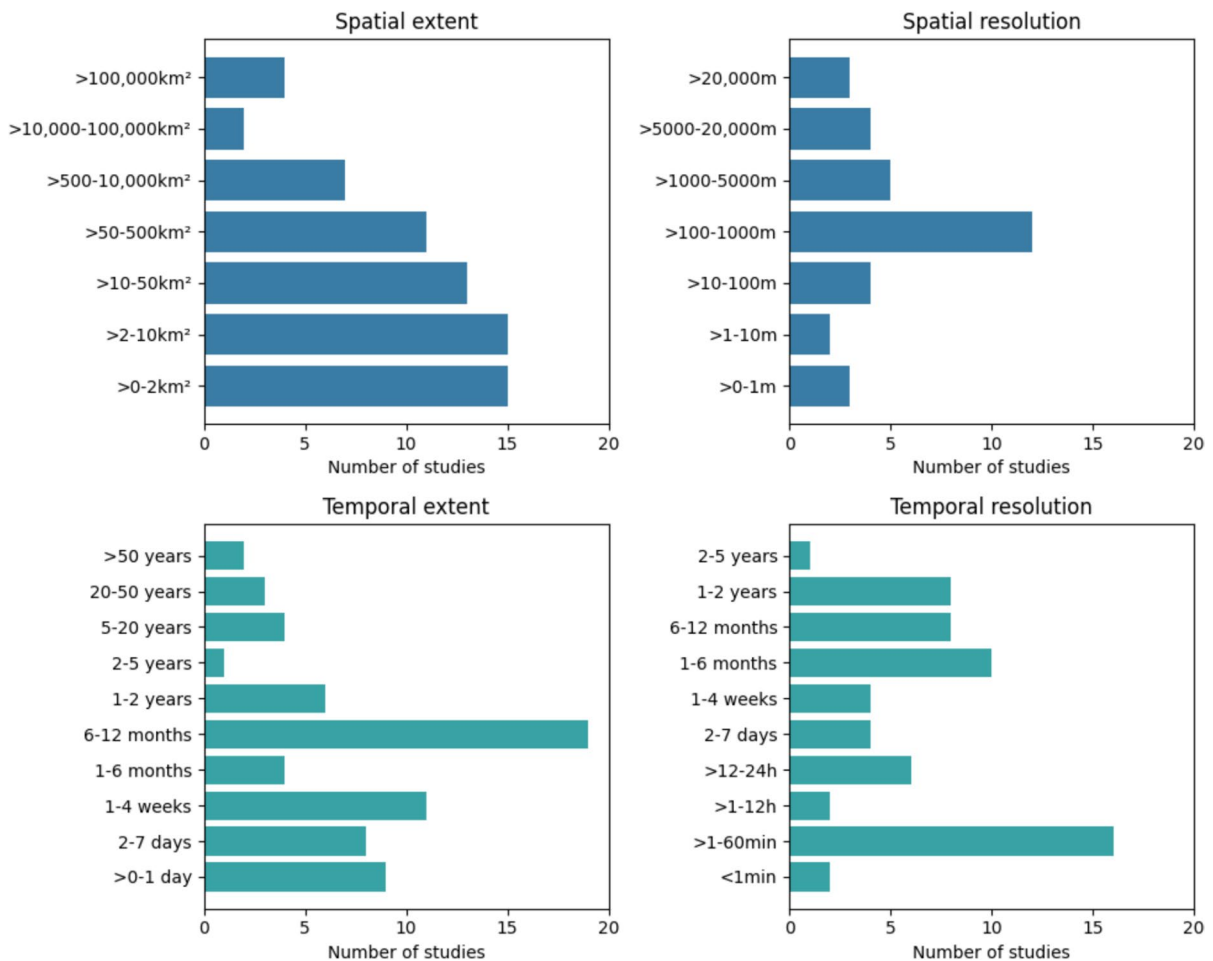 Spatial extent
>100,000km²
>10,000-100,000km²
>500-10,000km²
>50-500km²
>10-50km²
>2-10km²
>0-2km²
0 5 10 15 20
Number of studies
Spatial resolution
>20,000m
>5000-20,000m
>1000-5000m
>100-1000m
>10-100m
>1-10m
>0-1m
0 5 10 15 20
Number of studies
Temporal extent
>50 years
20-50 years
5-20 years
2-5 years
1-2 years
6-12 months
1-6 months
1-4 weeks
2-7 days
>0-1 day
0 5 10 15 20
Number of studies
Temporal resolution
2-5 years
1-2 years
6-12 months
1-6 months
1-4 weeks
2-7 days
>12-24h
>1-12h
>1-60min
<1min
0 5 10 15 20
Number of studies